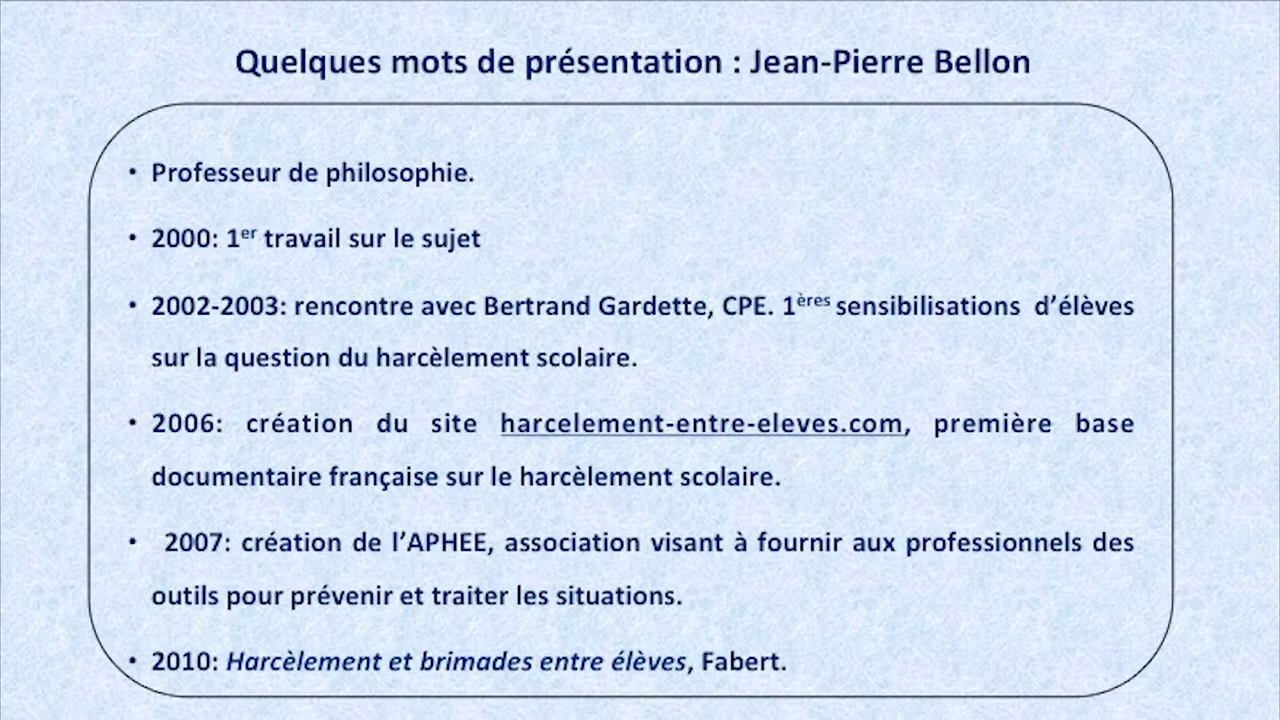 Quelques mots de présentation : Jean-Pierre Bellon
• Professeur de philosophie.
• 2000: 1er travail sur le sujet
• 2002-2003: rencontre avec Bertrand Gardette, CPE. 1ères sensibilisations d’élèves
sur la question du harcèlement scolaire.
• 2006: création du site harcelement-entre-eleves.com, première base
documentaire française sur le harcèlement scolaire.
• 2007: création de l’APHEE, association visant à fournir aux professionnels des
outils pour prévenir et traiter les situations.
• 2010: Harcèlement et brimades entre élèves, Fabert.